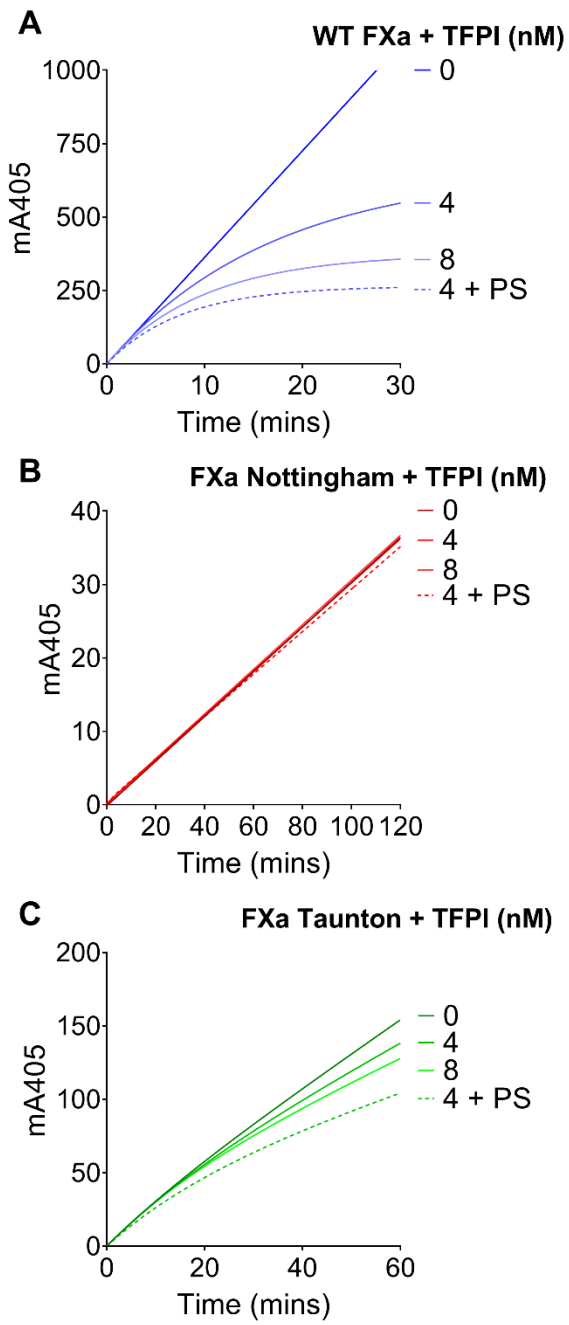 A
WT FXa + TFPI (nM)
1000
750
500
250
0
mA405
0
4
8
4 + PS
0 10 20 30
Time (mins)
B
FXa Nottingham + TFPI (nM)
40
30
20
10
0
mA405
0
4
8
4 + PS
0 20 40 60 80 100 120
Time (mins)
C
FXa Taunton + TFPI (nM)
200
150
100
50
0
mA405
0
4
8
4 + PS
0 20 40 60
Time (mins)